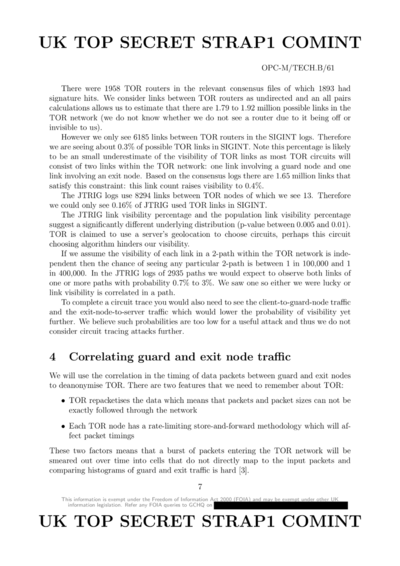 UK TOP SECRET STRAP1 COMINT
OPC-M/TECH.B/61
There were 1958 TOR routers in the relevant consensus files of which 1893 had
signature hits. We consider links between TOR routers as undirected and an all pairs
calculations allows us to estimate that there are 1.79 to 1.92 million possible links in the
TOR network (we do not know whether we do not see a router due to it being off or
invisible to us).
However we only see 6185 links between TOR routers in the SIGINT logs. Therefore
we are seeing about 0.3% of possible TOR links in SIGINT. Note this percentage is likely
to be an small underestimate of the visibility of TOR links as most TOR circuits will
consist of two links within the TOR network: one link involving a guard node and one
link involving an exit node. Based on the consensus logs there are 1.65 million links that
satisfy this constraint: this link count raises visibility to 0.4%.
The JTRIG logs use 8294 links between TOR nodes of which we see 13. Therefore
we could only see 0.16% of JTRIG used TOR links in SIGINT.
The JTRIG link visibility percentage and the population link visibility percentage
suggest a significantly different underlying distribution (p-value between 0.005 and 0.01).
TOR is claimed to use a server's geolocation to choose circuits, perhaps this circuit
choosing algorithm hinders our visibility.
If we assume the visibility of each link in a 2-path within the TOR network is inde-
pendent then the chance of seeing any particular 2-path is between 1 in 100,000 and 1
in 400,000. In the JTRIG logs of 2935 paths we would expect to observe both links of
one or more paths with probability 0.7% to 3%. We saw one so either we were lucky or
link visibility is correlated in a path.
To complete a circuit trace you would also need to see the client-to-guard-node traffic
and the exit-node-to-server traffic which would lower the probability of visibility yet
further. We believe such probabilities are too low for a useful attack and thus we do not
consider circuit tracing attacks further.
4 Correlating guard and exit node traffic
We will use the correlation in the timing of data packets between guard and exit nodes
to deanonymise TOR. There are two features that we need to remember about TOR:
• TOR repacketises the data which means that packets and packet sizes can not be
exactly followed through the network
• Each TOR node has a rate-limiting store-and-forward methodology which will af-
fect packet timings
These two factors means that a burst of packets entering the TOR network will be
smeared out over time into cells that do not directly map to the input packets and
comparing histograms of guard and exit traffic is hard [3].
7
This information is exempt under the Freedom of Information Act 2000 (FOIA) and may be exempt under other UK
information legislation. Refer any FOIA queries to GCHQ on
UK TOP SECRET STRAP1 COMINT